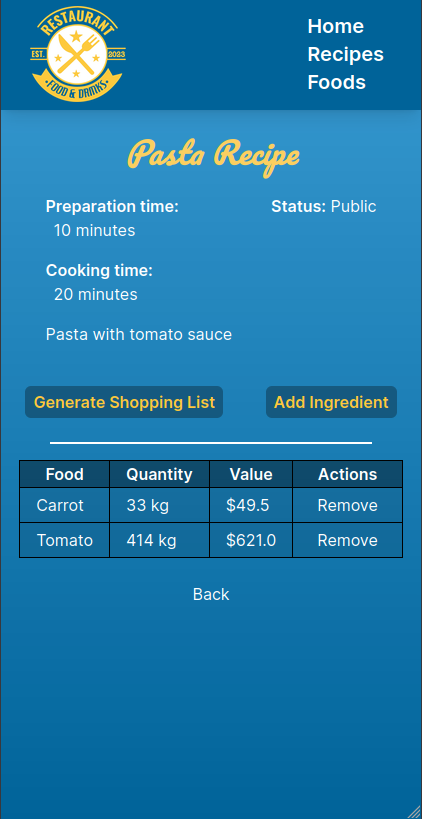 RESTAURANT
EST. 2023
FOOD & DRINKS
Home
Recipes
Foods
Pasta Recipe
Preparation time: Status: Public
10 minutes
Cooking time:
20 minutes
Pasta with tomato sauce
Generate Shopping List Add Ingredient
Food Quantity Value Actions
Carrot 33 kg $49.5 Remove
Tomato 414 kg $621.0 Remove
Back